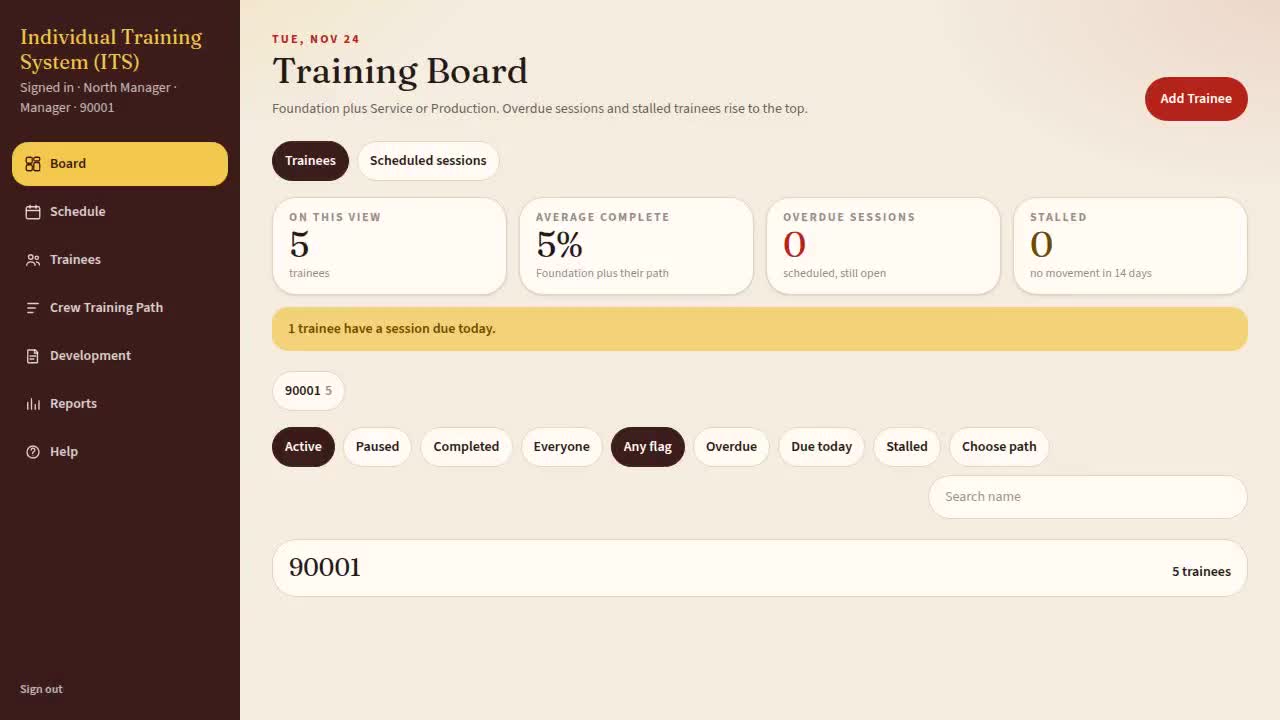 Individual Training
System (ITS)
Signed in · North Manager ·
Manager · 90001
Board
Schedule
Trainees
Crew Training Path
Development
Reports
Help
Sign out
TUE, NOV 24
Training Board
Foundation plus Service or Production. Overdue sessions and stalled trainees rise to the top.
Add Trainee
Trainees Scheduled sessions
ON THIS VIEW
5
trainees
AVERAGE COMPLETE
5%
Foundation plus their path
OVERDUE SESSIONS
0
scheduled, still open
STALLED
0
no movement in 14 days
1 trainee have a session due today.
90001 5
Active Paused Completed Everyone Any flag Overdue Due today Stalled Choose path
Search name
90001
5 trainees